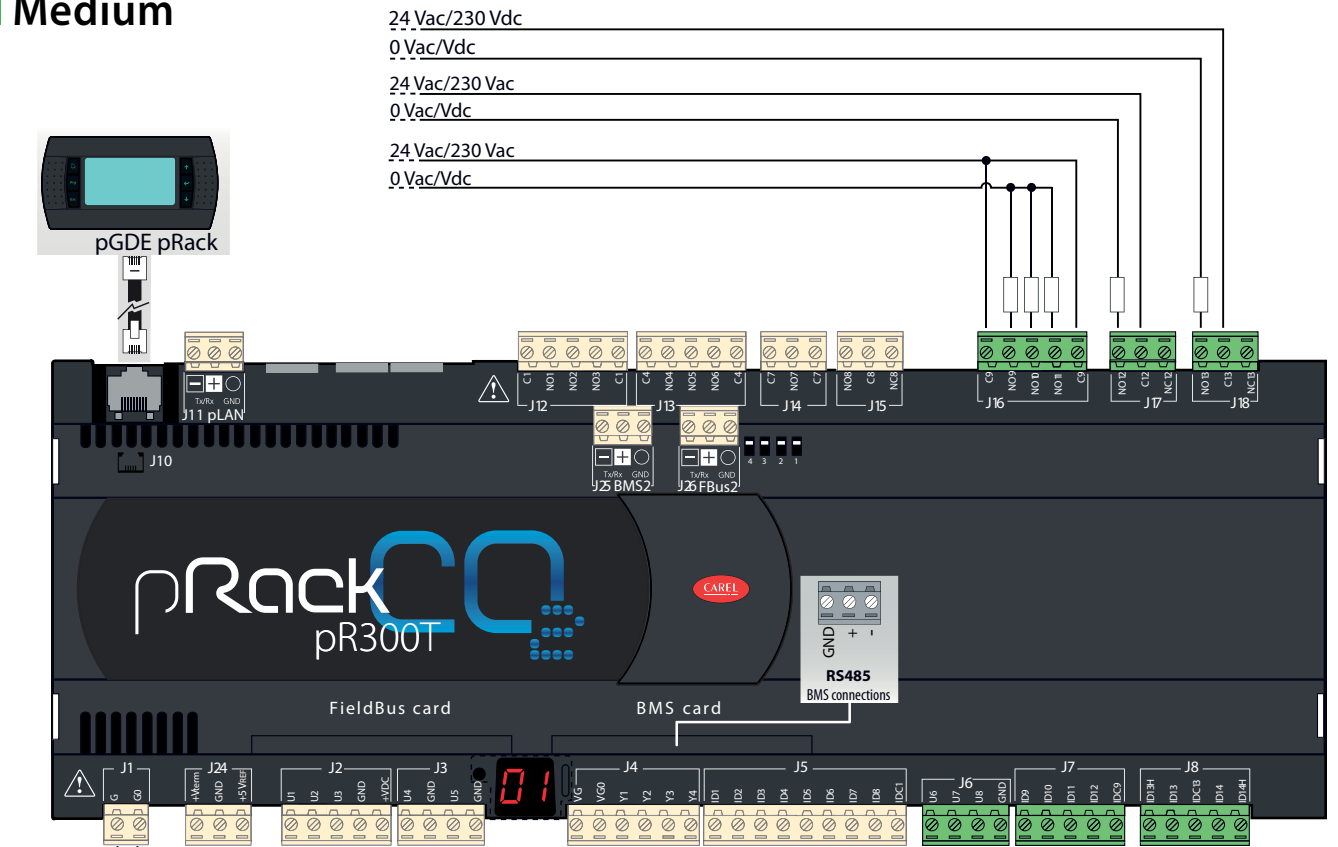 Medium
24 Vac/230 Vdc
0 Vac/Vdc
24 Vac/230 Vac
0 Vac/Vdc
24 Vac/230 Vac
0 Vac/Vdc
pGDE pRack
C1 NO1 NO2 NO3 C1
C4 NO4 NO5 NO6 C4
C7 NO7 C7
NO8 C8 NC8
C9 NO9 NO10 NO11 C9
NO12 C12 NC12
NO13 C13 NC13
J12 J13 J14 J15 J16 J17 J18
Tx/Rx GND
J11 pLAN
J10
4 3 2 1
Tx/Rx GND
J25 BMS2
Tx/Rx GND
J26 FBus2
pRack CO2
pR300T
CAREL
GND + -
RS485
BMS connections
FieldBus card
BMS card
J1 J24 J2 J3 J4 J5 J6 J7 J8
G G0
+Vterm GND +5 VREF
U1 U2 U3 GND +VDC
U4 GND U5 GND
01
VG VG0 Y1 Y2 Y3 Y4
ID1 ID2 ID3 ID4 ID5 ID6 ID7 ID8 IDC1
U6 U7 U8 GND
ID9 ID10 ID11 ID12 IDC9
ID13H ID13 IDC13 ID14 ID14H